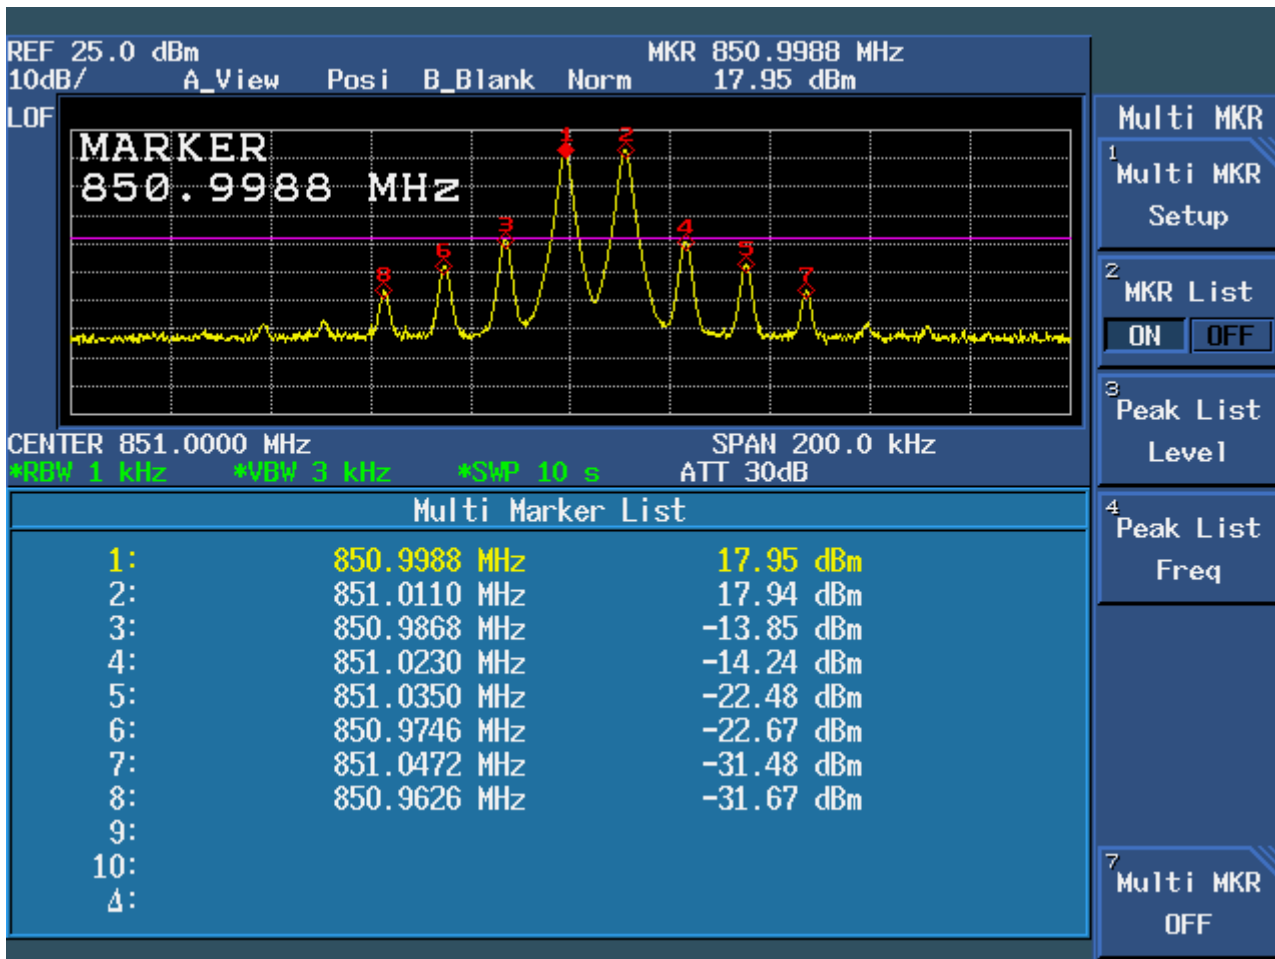 REF 25.0 dBm MKR 850.9988 MHz
10dB/ A_View Posi B_Blank Norm 17.95 dBm
LOF
MARKER
850.9988 MHz
1 2
3 4
6 5
8 7
CENTER 851.0000 MHz SPAN 200.0 kHz
*RBW 1 kHz *VBW 3 kHz *SWP 10 s ATT 30dB
Multi Marker List
1: 850.9988 MHz 17.95 dBm
2: 851.0110 MHz 17.94 dBm
3: 850.9868 MHz -13.85 dBm
4: 851.0230 MHz -14.24 dBm
5: 851.0350 MHz -22.48 dBm
6: 850.9746 MHz -22.67 dBm
7: 851.0472 MHz -31.48 dBm
8: 850.9626 MHz -31.67 dBm
9:
10:
Δ:
Multi MKR
1
Multi MKR
Setup
2
MKR List
ON OFF
3
Peak List
Level
4
Peak List
Freq
7
Multi MKR
OFF